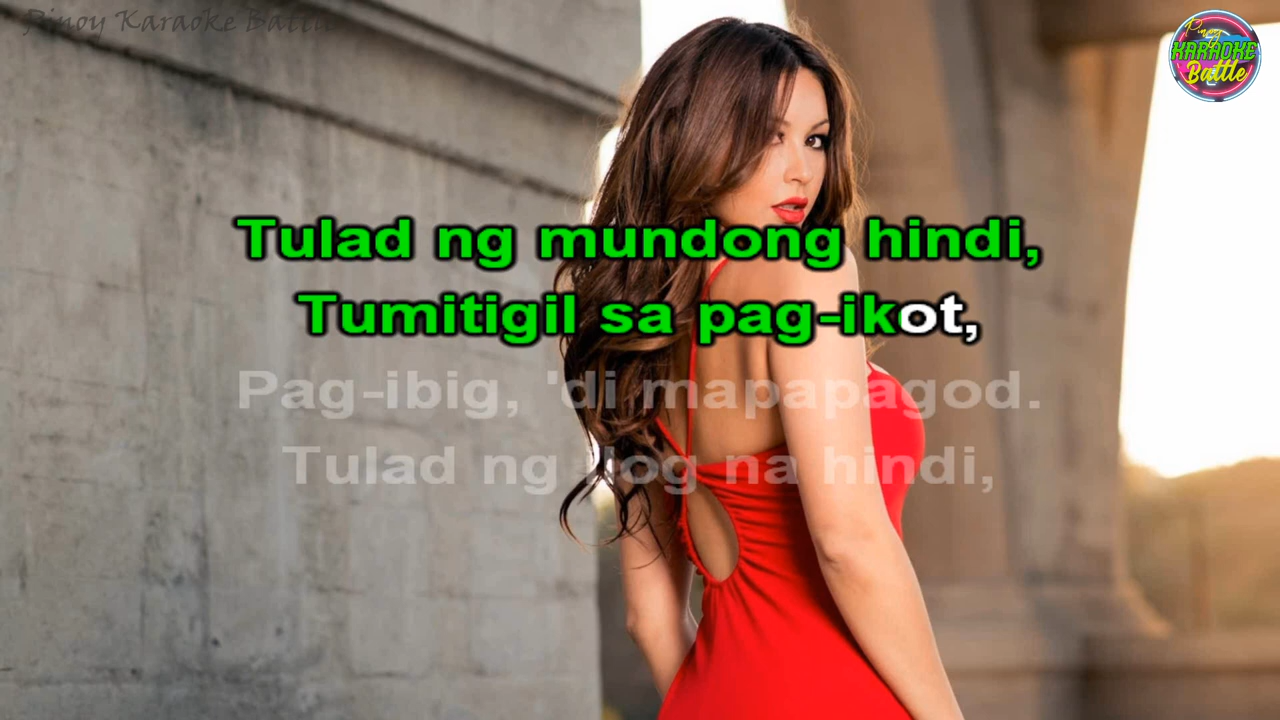 Pinoy Karaoke Battle
Pinoy
KARAOKE
Battle
Tulad ng mundong hindi,
Tumitigil sa pag-ikot,
Pag-ibig, 'di mapapagod.
Tulad ng ilog na hindi,